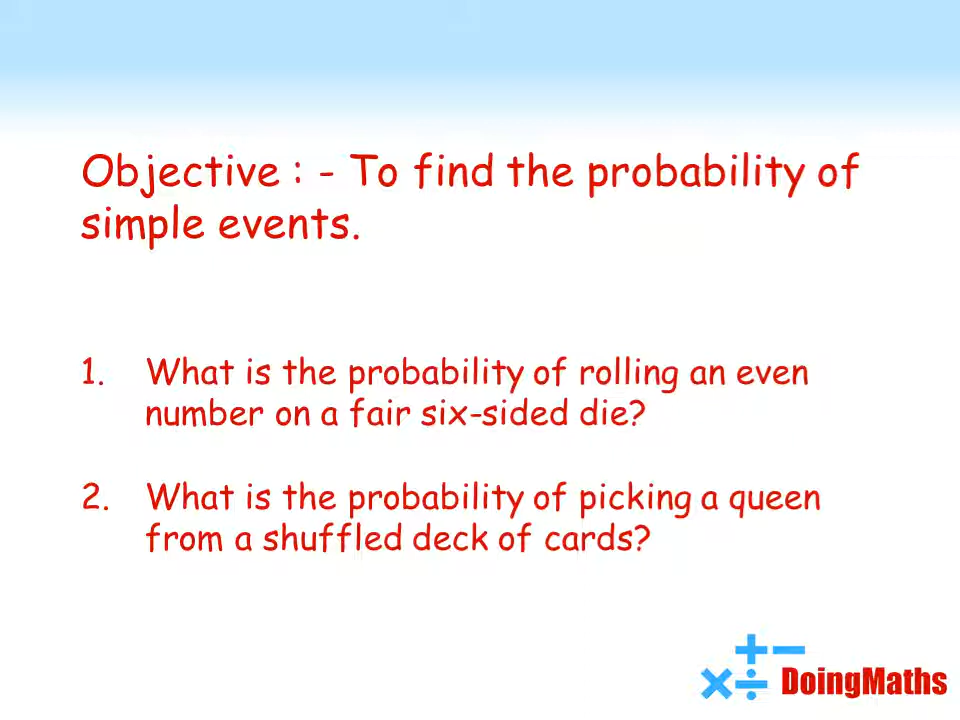 Objective : - To find the probability of
simple events.
1. What is the probability of rolling an even
number on a fair six-sided die?
2. What is the probability of picking a queen
from a shuffled deck of cards?
DoingMaths